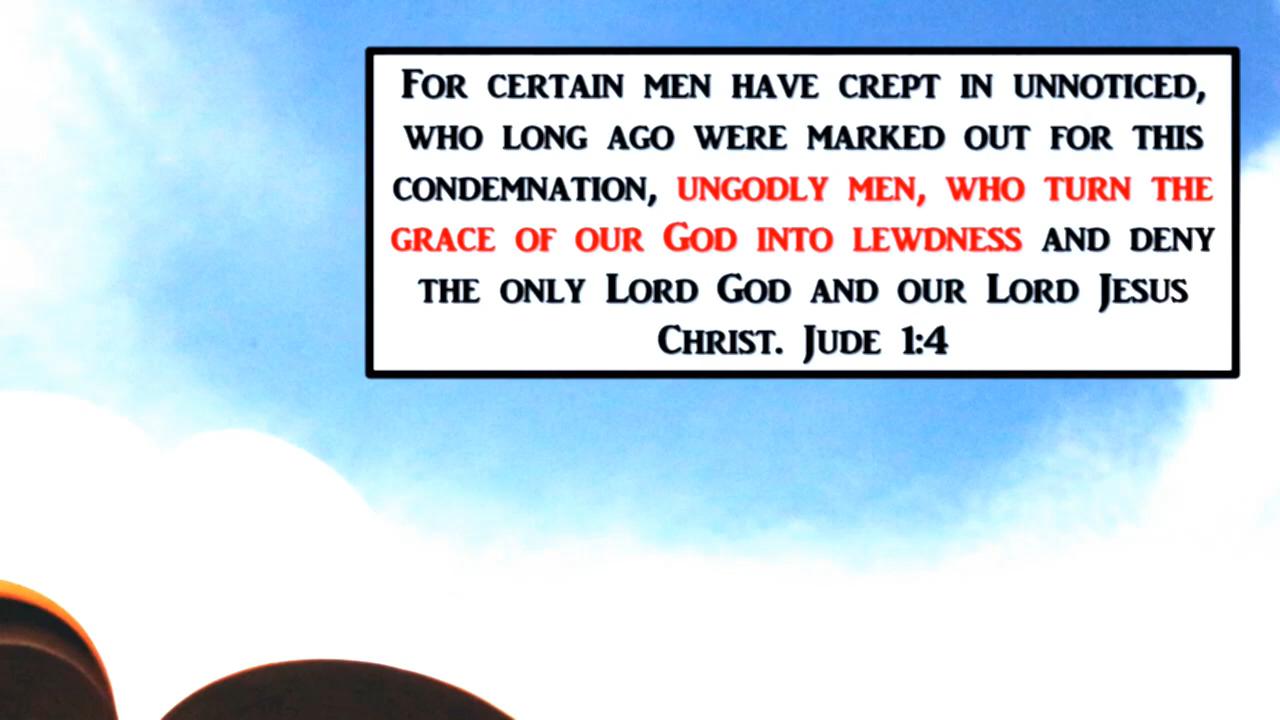 For certain men have crept in unnoticed,
who long ago were marked out for this
condemnation, ungodly men, who turn the
grace of our God into lewdness and deny
the only Lord God and our Lord Jesus
Christ. Jude 1:4